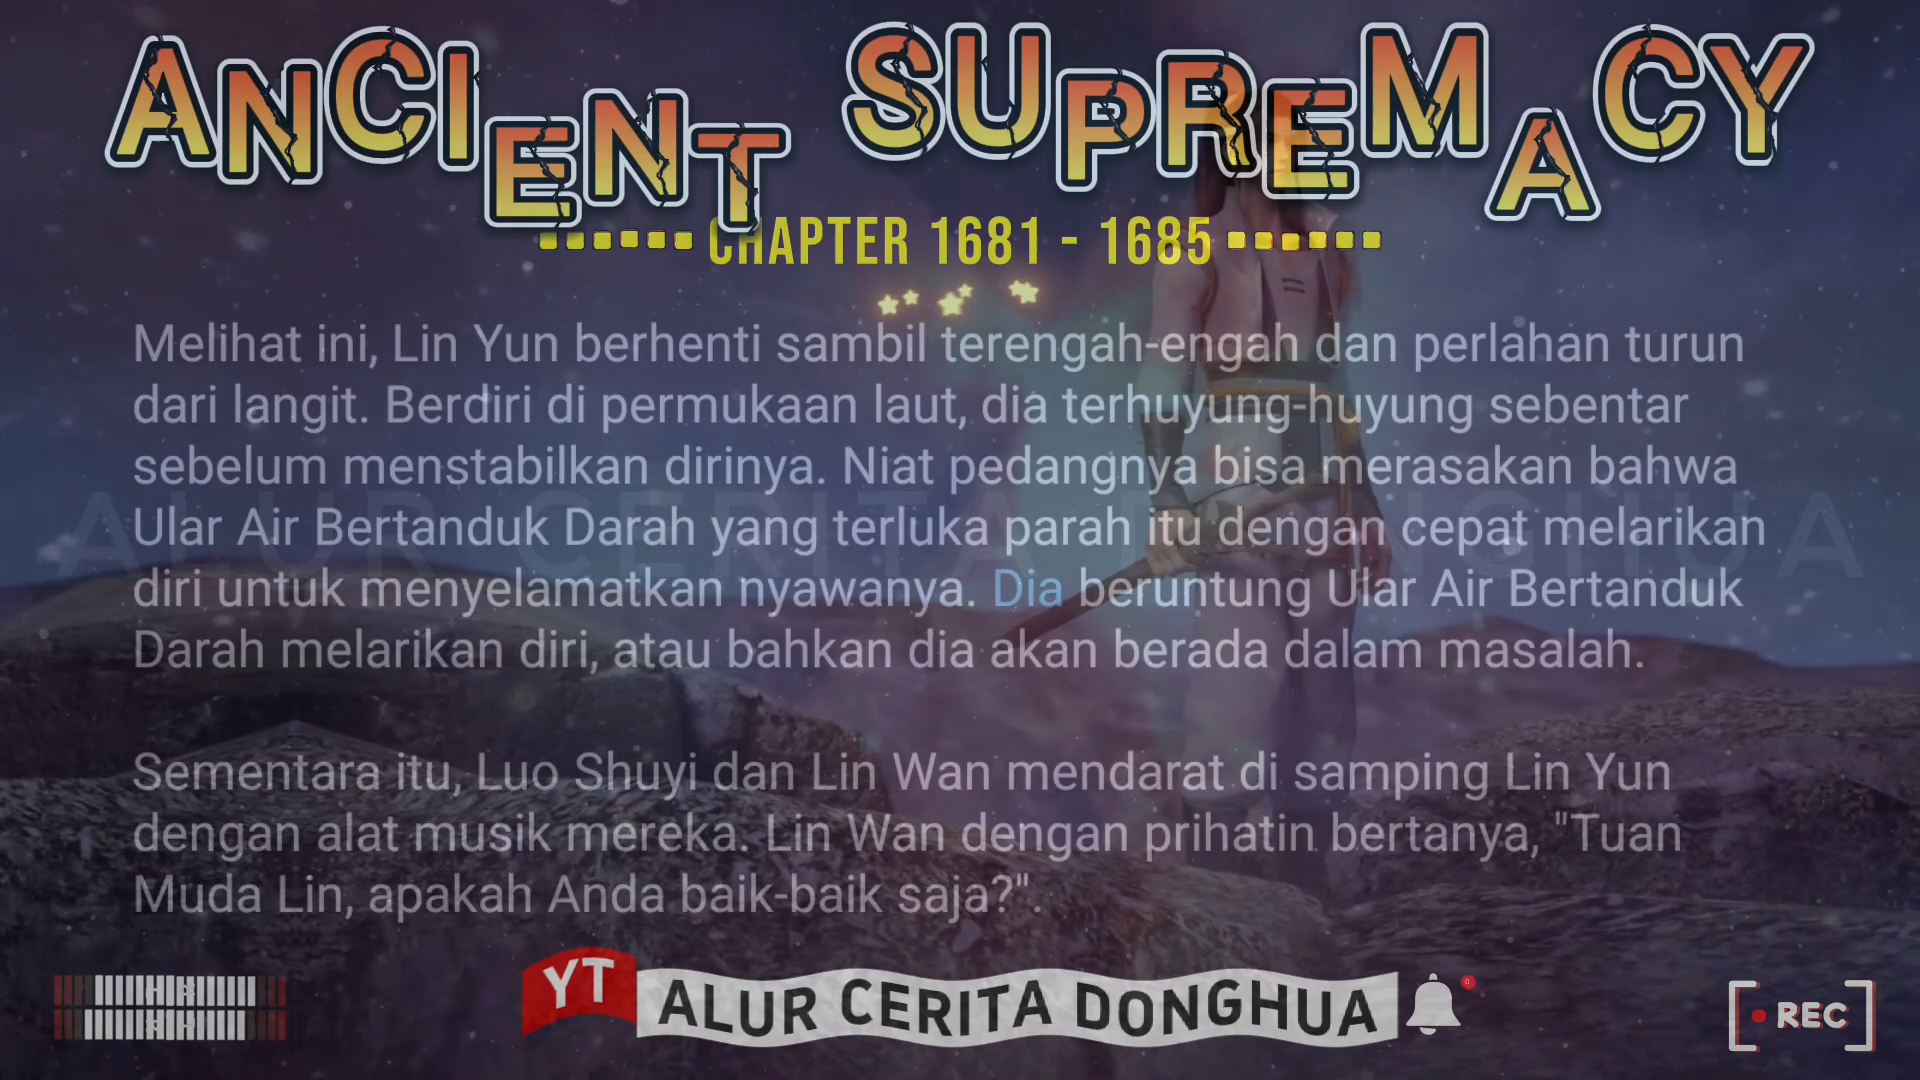 ANCIENT SUPREMACY
CHAPTER 1681 - 1685
Melihat ini, Lin Yun berhenti sambil terengah-engah dan perlahan turun
dari langit. Berdiri di permukaan laut, dia terhuyung-huyung sebentar
sebelum menstabilkan dirinya. Niat pedangnya bisa merasakan bahwa
Ular Air Bertanduk Darah yang terluka parah itu dengan cepat melarikan
diri untuk menyelamatkan nyawanya. Dia beruntung Ular Air Bertanduk
Darah melarikan diri, atau bahkan dia akan berada dalam masalah.
Sementara itu, Luo Shuyi dan Lin Wan mendarat di samping Lin Yun
dengan alat musik mereka. Lin Wan dengan prihatin bertanya, "Tuan
Muda Lin, apakah Anda baik-baik saja?".
ALUR CERITA DONGHUA
YT ALUR CERITA DONGHUA
REC